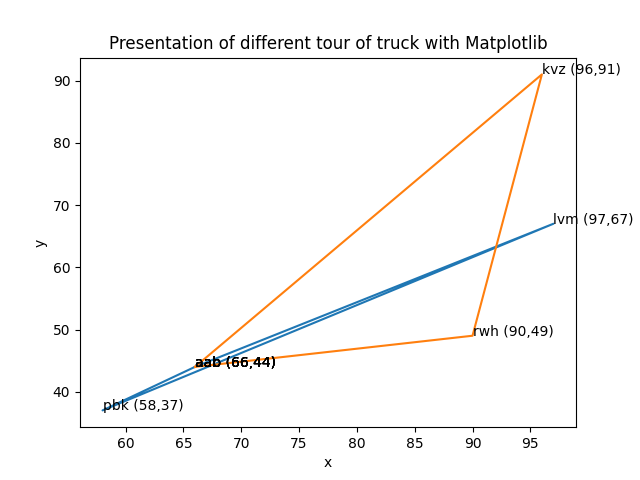 Presentation of different tour of truck with Matplotlib
kvz (96,91)
lvm (97,67)
rwh (90,49)
aab (66,44)
pbk (58,37)
90
80
70
60
50
40
y
60 65 70 75 80 85 90 95
x